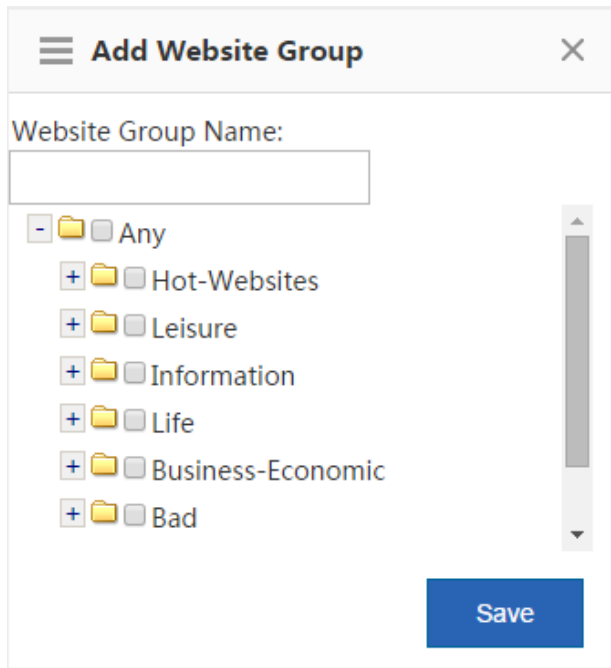 Add Website Group
Website Group Name:
Any
Hot-Websites
Leisure
Information
Life
Business-Economic
Bad
Save